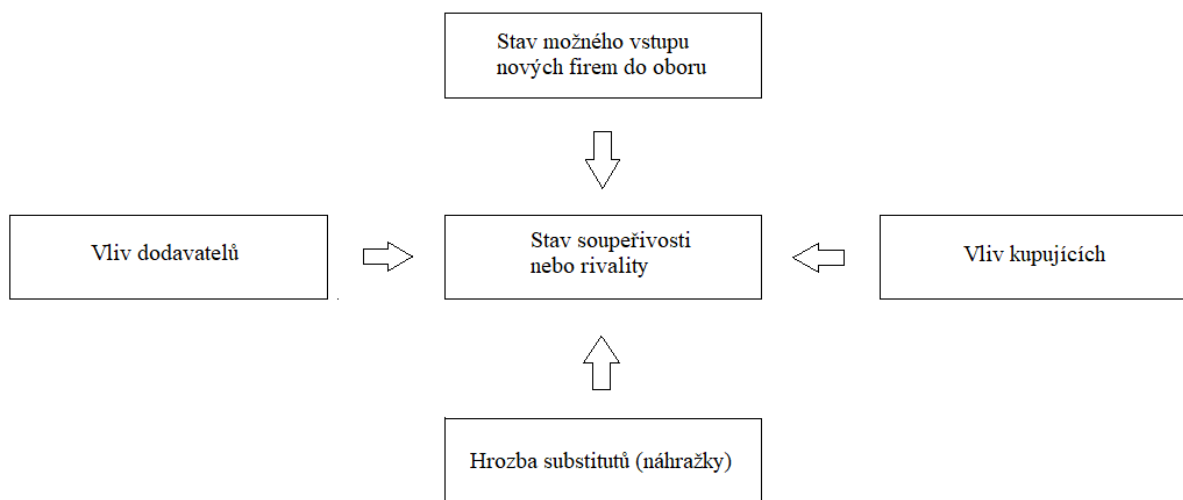 Stav možného vstupu
nových firem do oboru
Vliv dodavatelů
Stav soupeřivosti
nebo rivality
Vliv kupujících
Hrozba substitutů (náhražky)